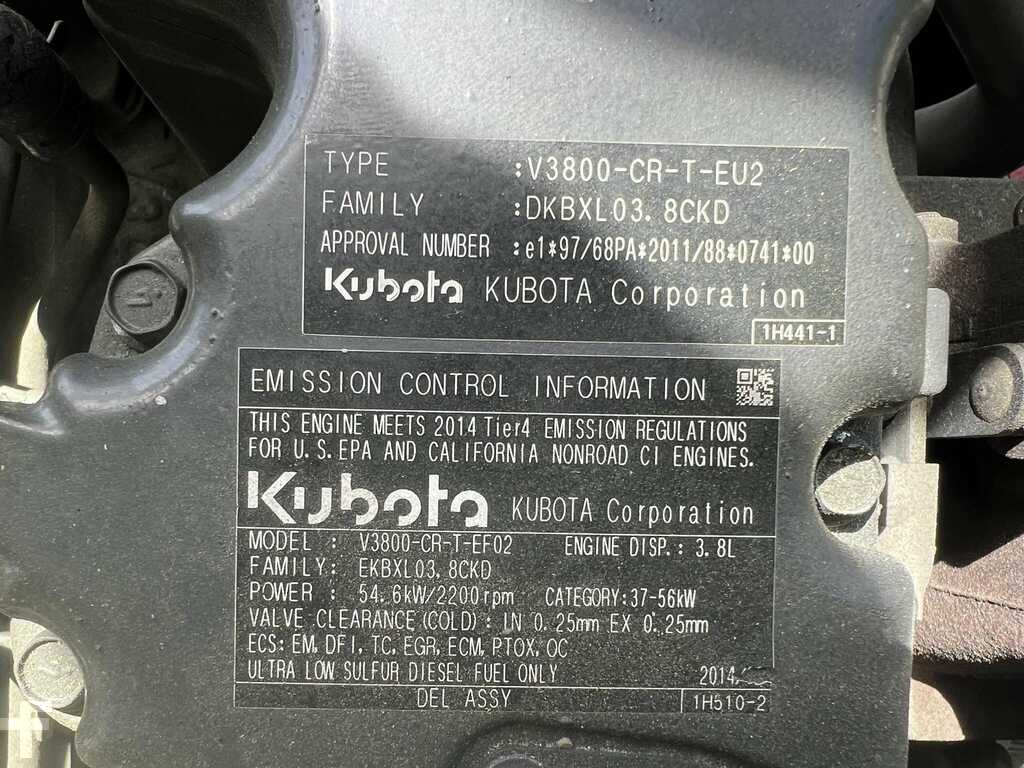 TYPE :V3800-CR-T-EU2
FAMILY :DKBXL03. 8CKD
APPROVAL NUMBER :e1*97/68PA*2011/88*0741*00
Kubota KUBOTA Corporation
1H441-1
EMISSION CONTROL INFORMATION
THIS ENGINE MEETS 2014 Tier4 EMISSION REGULATIONS
FOR U. S. EPA AND CALIFORNIA NONROAD CI ENGINES.
Kubota KUBOTA Corporation
MODEL : V3800-CR-T-EF02 ENGINE DISP. : 3. 8L
FAMILY: EKBXL03. 8CKD
POWER : 54. 6kW/2200rpm CATEGORY:37-56kW
VALVE CLEARANCE(COLD) : IN 0. 25mm EX 0. 25mm
ECS: EM, DFI, TC, EGR, ECM, PTOX, OC
ULTRA LOW SULFUR DIESEL FUEL ONLY 2014
DEL ASSY 1H510-2